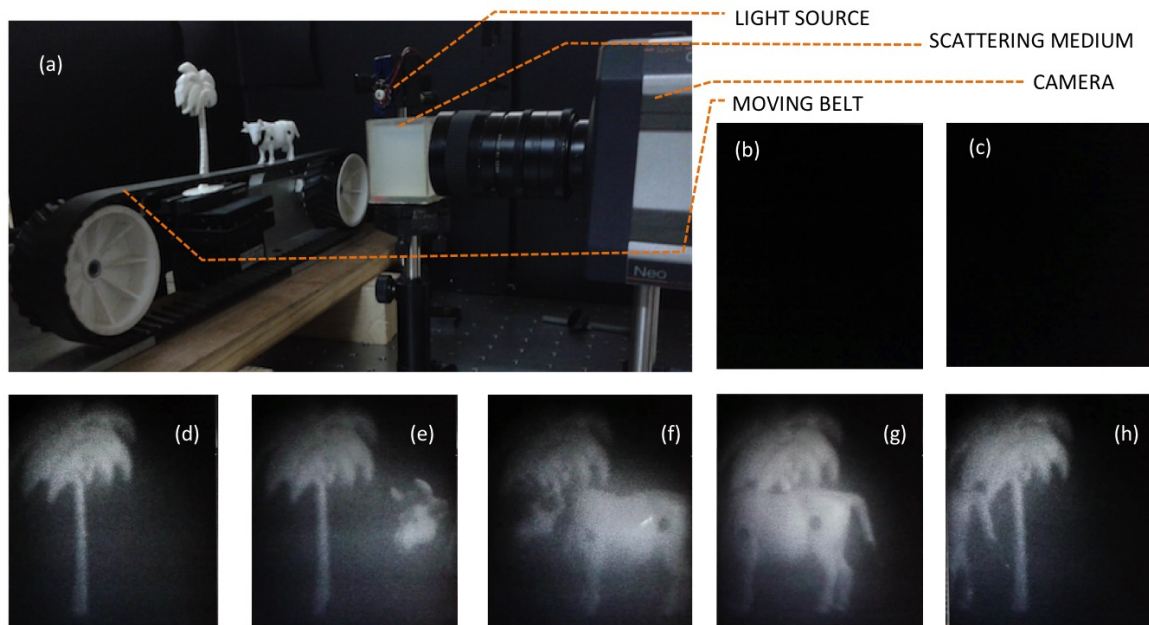 LIGHT SOURCE
SCATTERING MEDIUM
CAMERA
MOVING BELT
(a)
(b)
(c)
Neo
(d)
(e)
(f)
(g)
(h)